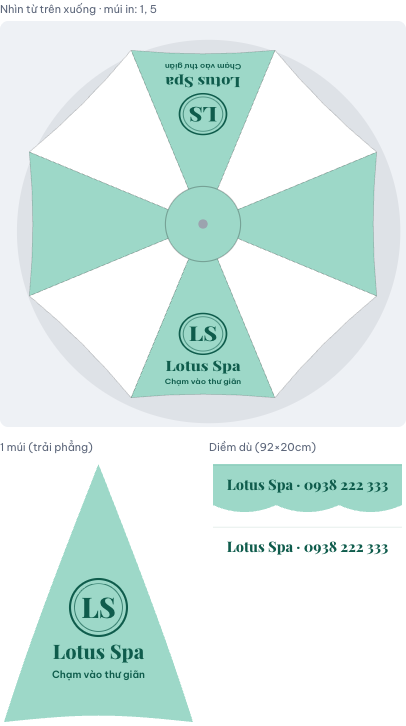 Nhìn từ trên xuống · múi in: 1, 5
Chạm vào thư giãn
Lotus Spa
LS
LS
Lotus Spa
Chạm vào thư giãn
1 múi (trải phẳng)
Diềm dù (92×20cm)
Lotus Spa · 0938 222 333
Lotus Spa · 0938 222 333
LS
Lotus Spa
Chạm vào thư giãn